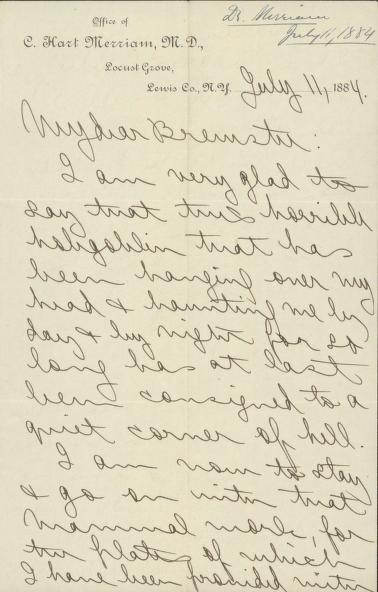 Office of
C. Hart Merriam, M.D.,
Locust Grove,
Lewis Co., N.Y. July 11, 1884.
Dr. Merriam
July 11, 1884
My dear Brewster:
I am very glad to
say that this horrible
hobgoblin that has
been hanging over my
head & haunting me by
day & by night for so
long has at last
been consigned to a
quiet corner of hell.
I am now to stay
& go on with that
Mammal work, for
the plates of which
I have been provided with